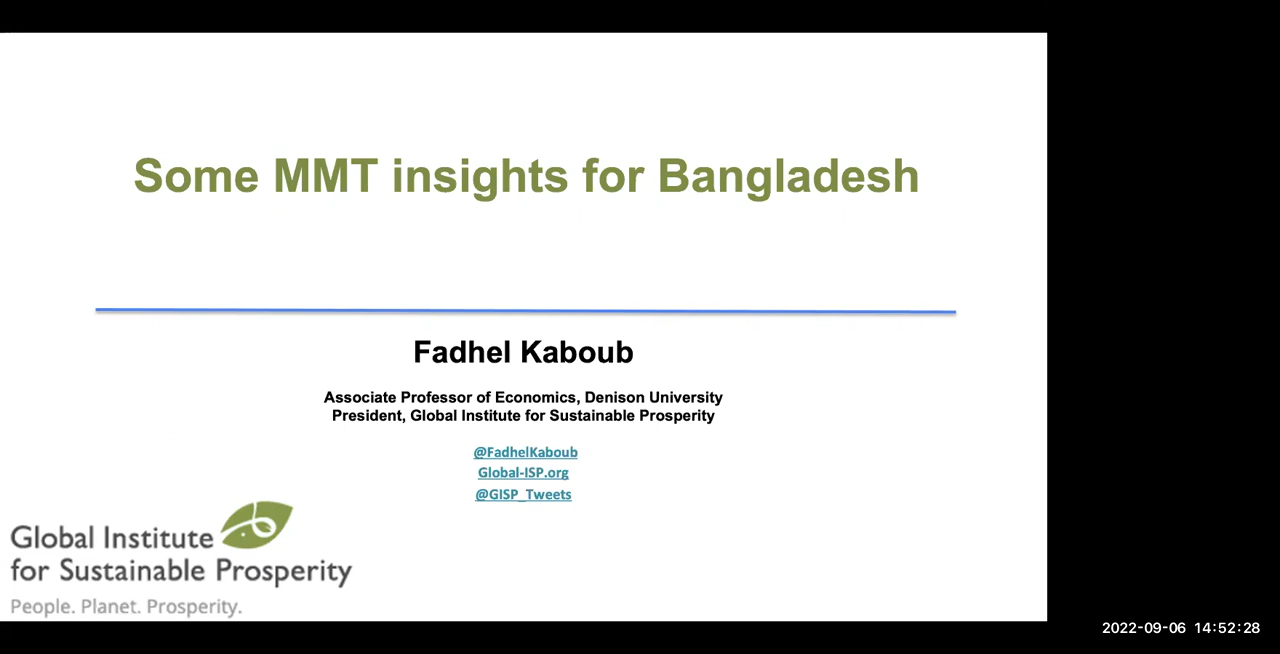 Some MMT insights for Bangladesh
Fadhel Kaboub
Associate Professor of Economics, Denison University
President, Global Institute for Sustainable Prosperity
@FadhelKaboub
Global-ISP.org
@GISP_Tweets
Global Institute
for Sustainable Prosperity
People. Planet. Prosperity.
2022-09-06 14:52:28